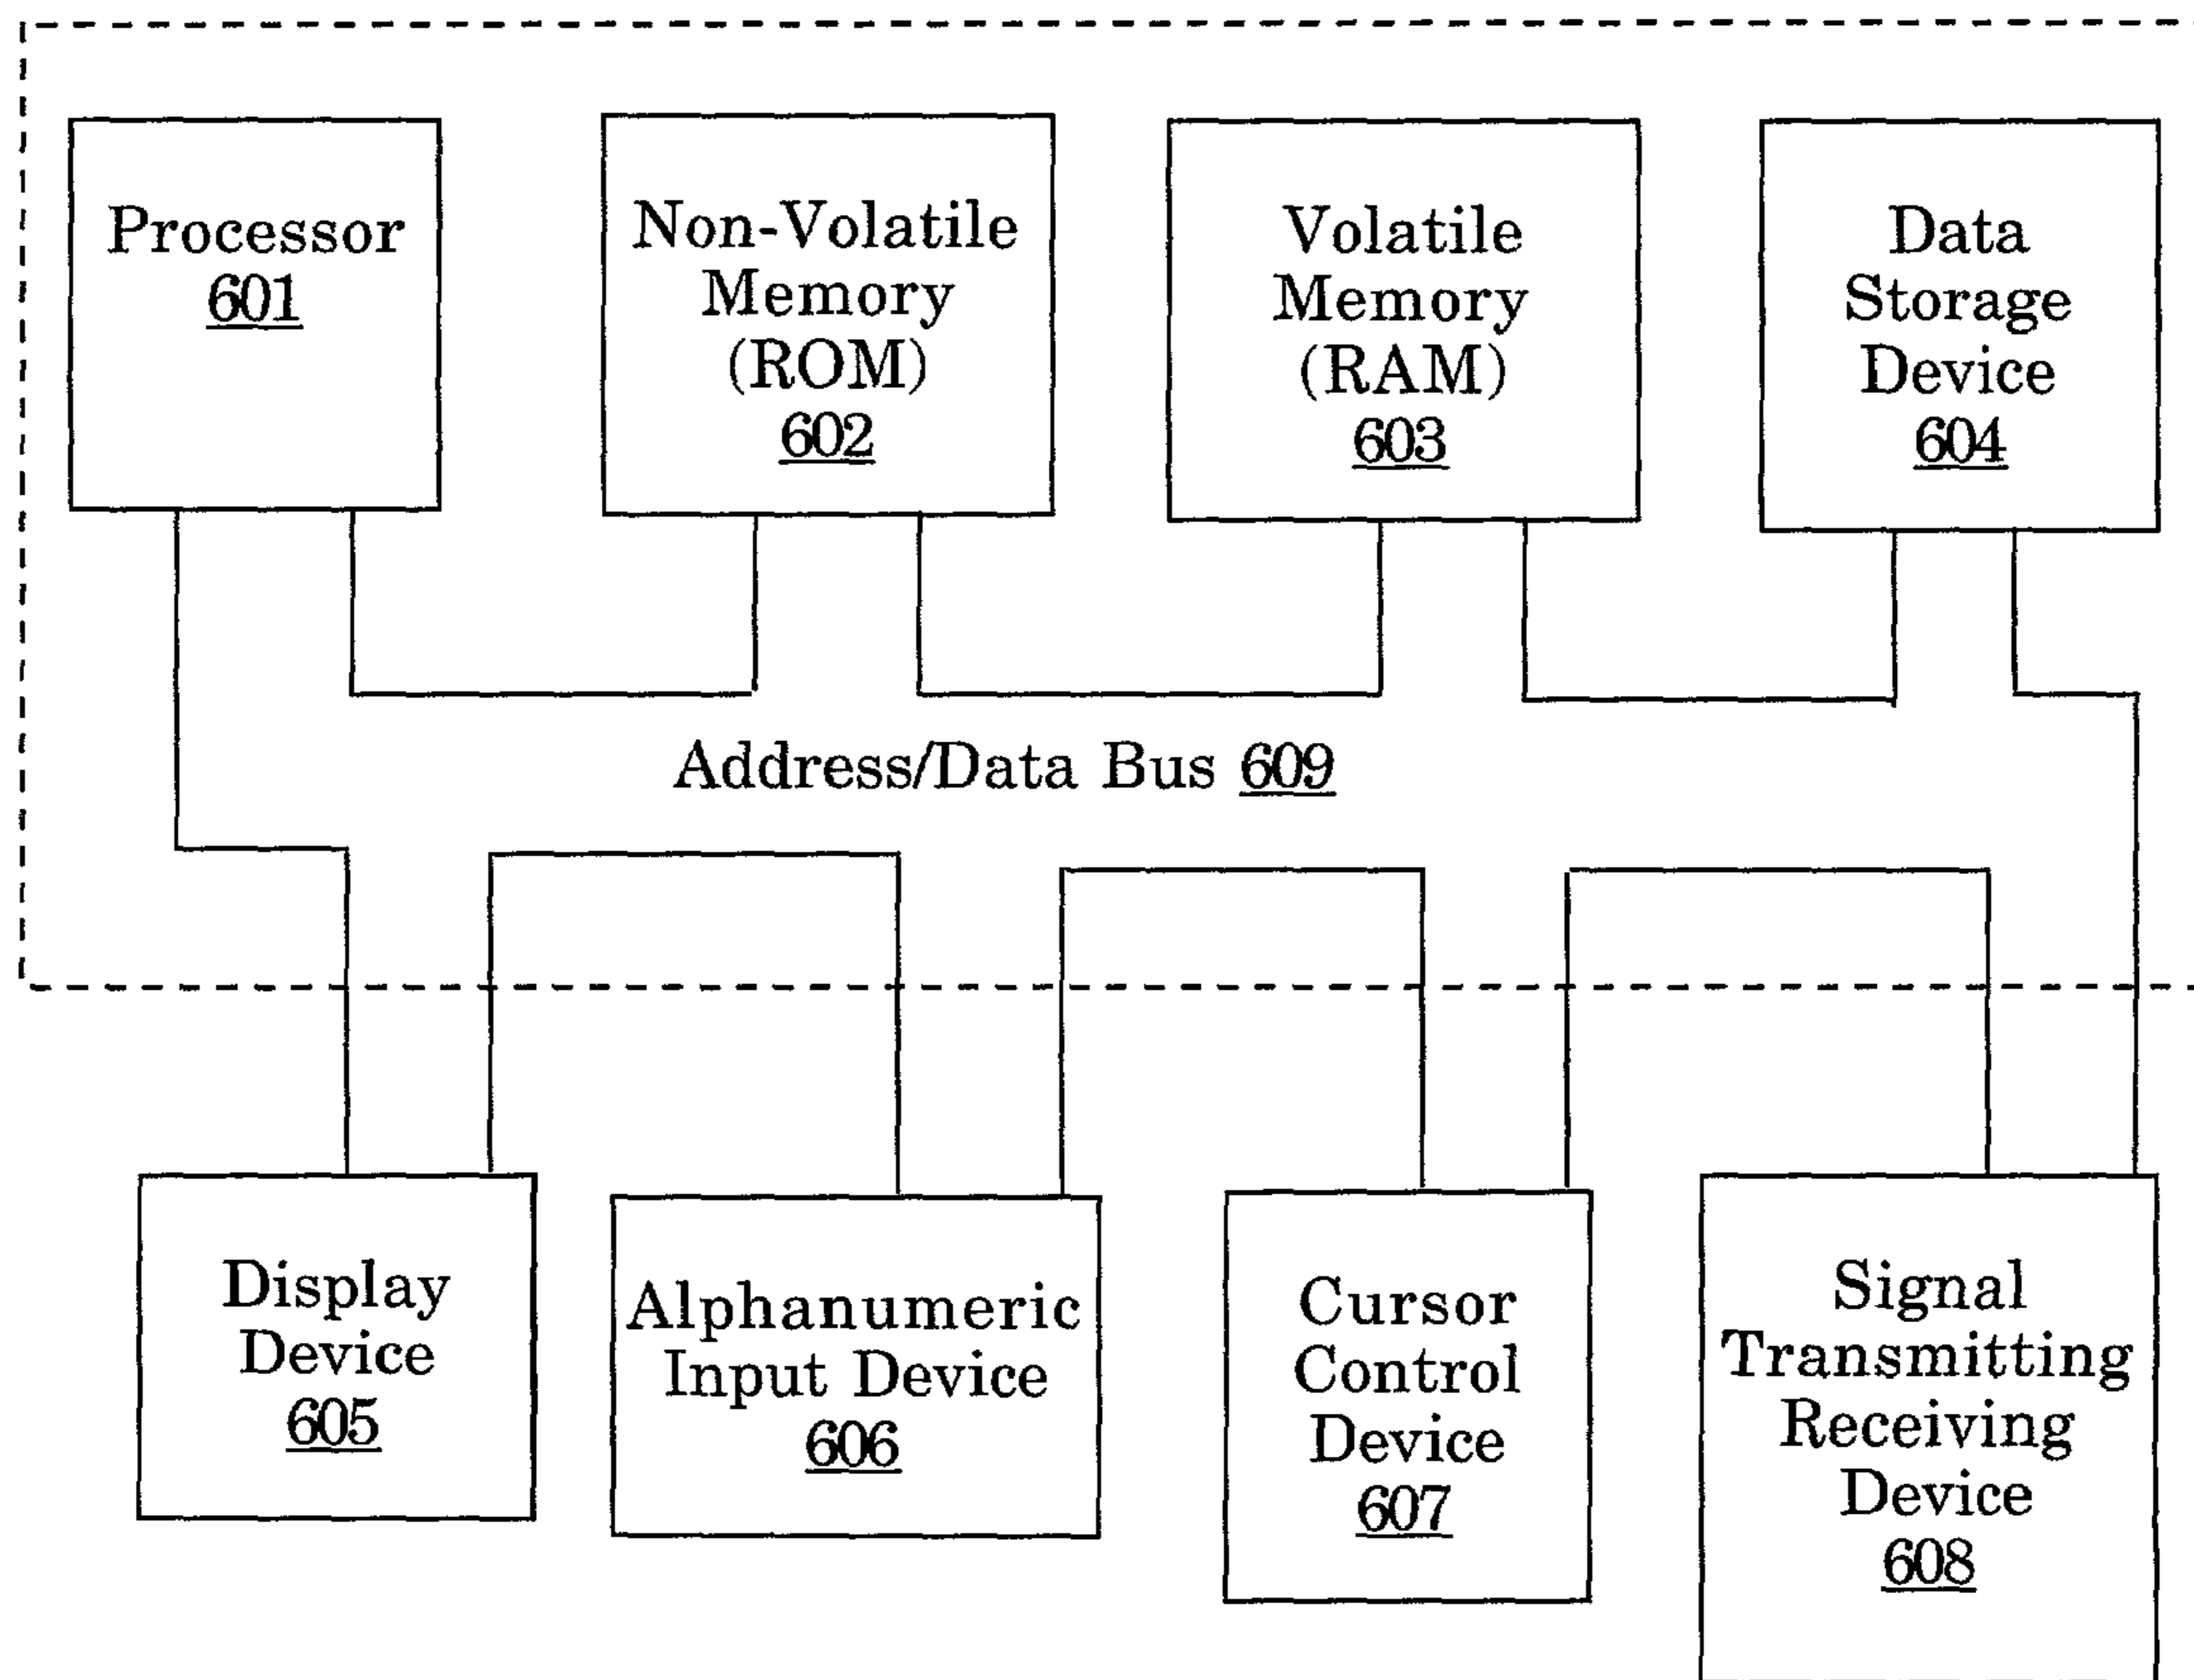 Processor
601
Non-Volatile
Memory
(ROM)
602
Volatile
Memory
(RAM)
603
Data
Storage
Device
604
Address/Data Bus 609
Display
Device
605
Alphanumeric
Input Device
606
Cursor
Control
Device
607
Signal
Transmitting
Receiving
Device
608